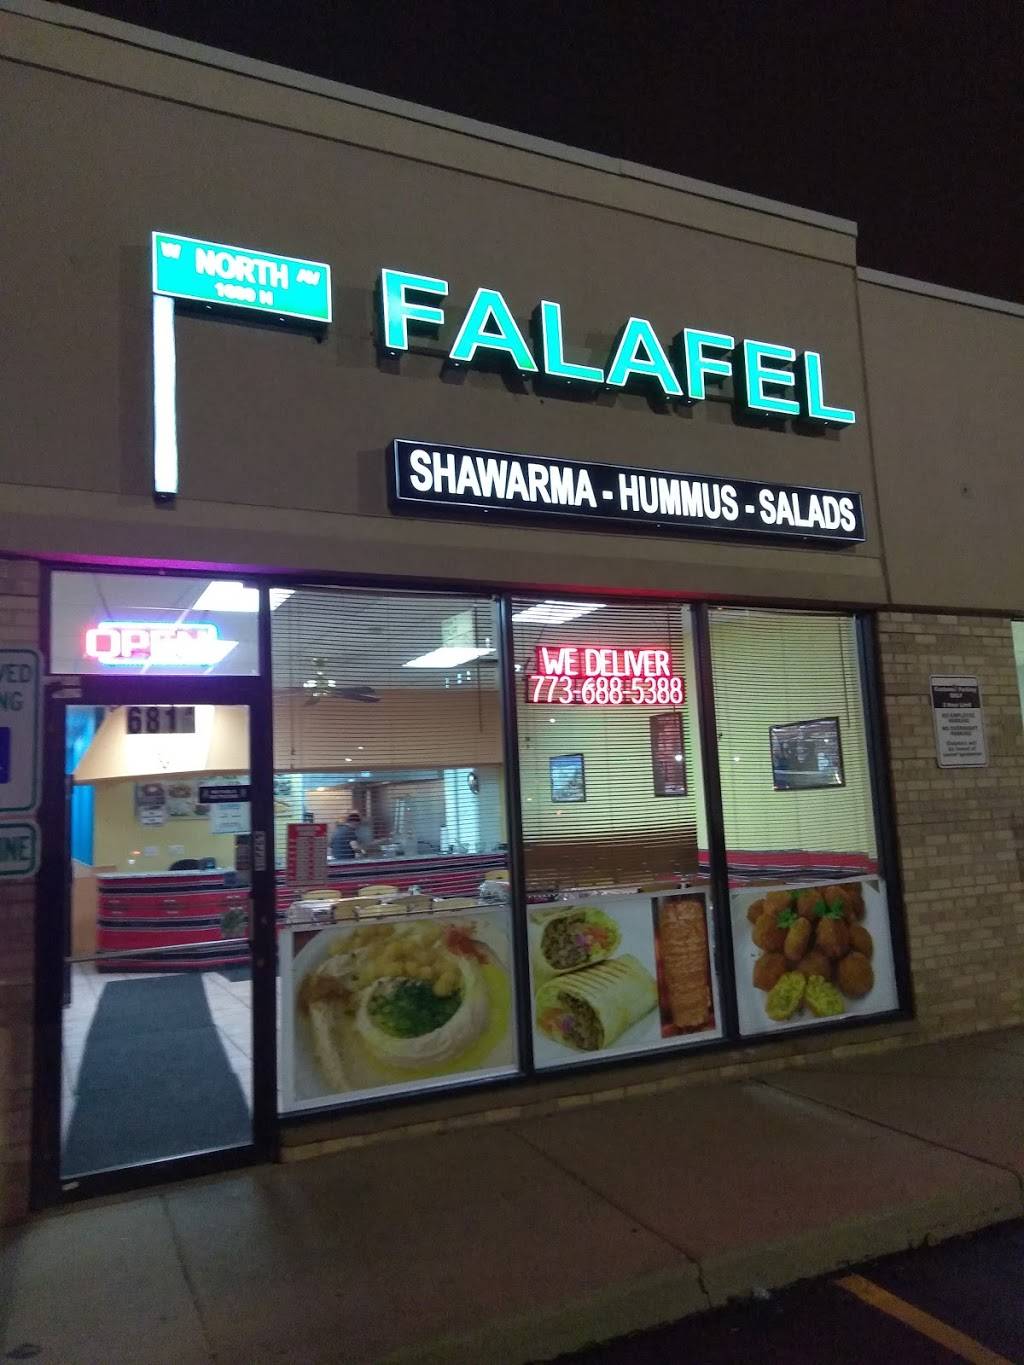 W NORTH AV
1600 N
FALAFEL
SHAWARMA - HUMMUS - SALADS
OPEN
WE DELIVER
773-688-5388
681